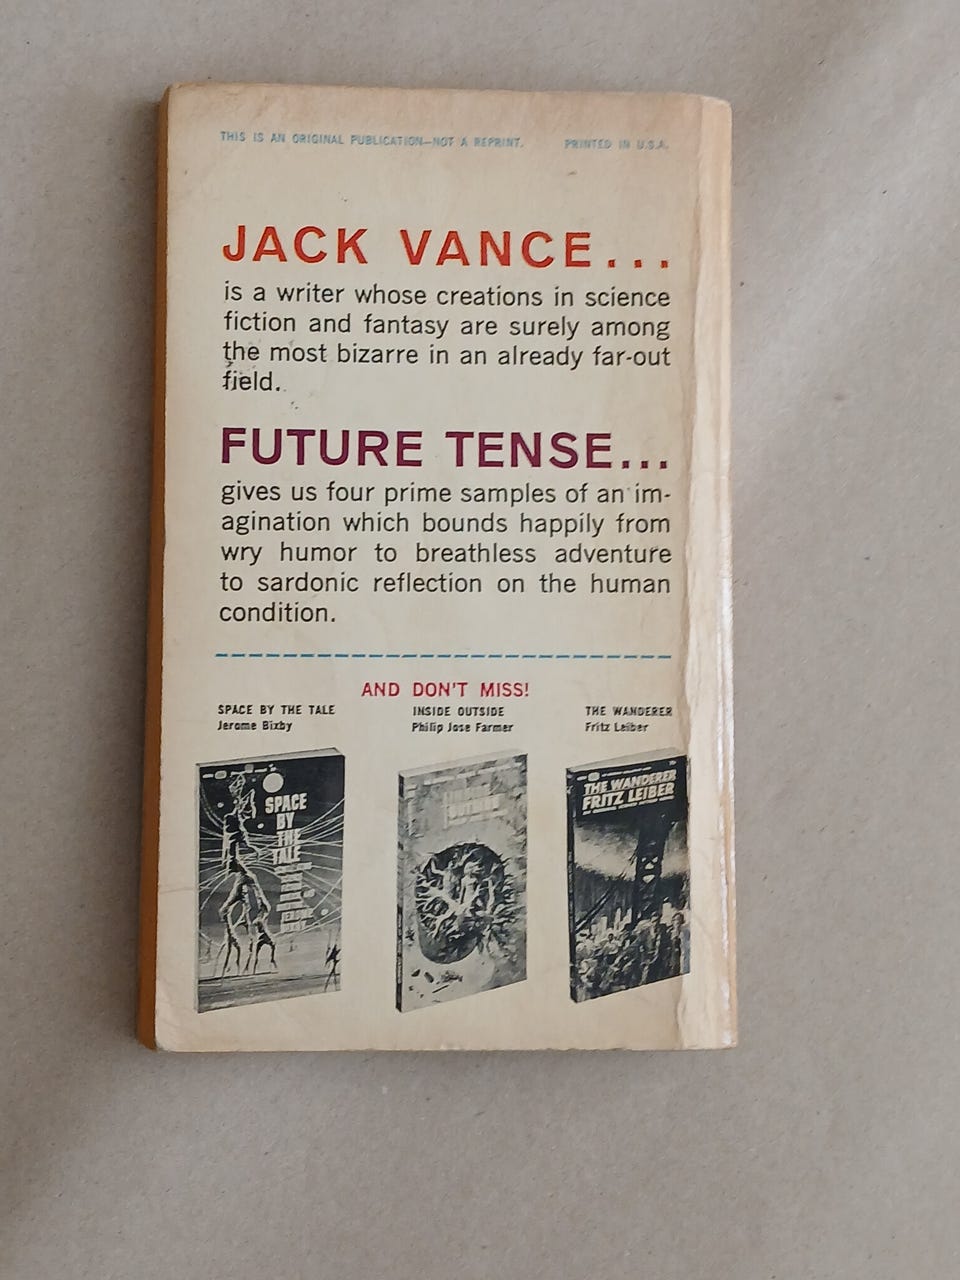 THIS IS AN ORIGINAL PUBLICATION—NOT A REPRINT. PRINTED IN U.S.A.
JACK VANCE...
is a writer whose creations in science
fiction and fantasy are surely among
the most bizarre in an already far-out
field.
FUTURE TENSE...
gives us four prime samples of an im-
agination which bounds happily from
wry humor to breathless adventure
to sardonic reflection on the human
condition.
AND DON'T MISS!
SPACE BY THE TALE
Jerome Bixby
INSIDE OUTSIDE
Philip Jose Farmer
THE WANDERER
Fritz Leiber
SPACE
BY
THE
TALE
THE WANDERER
FRITZ LEIBER